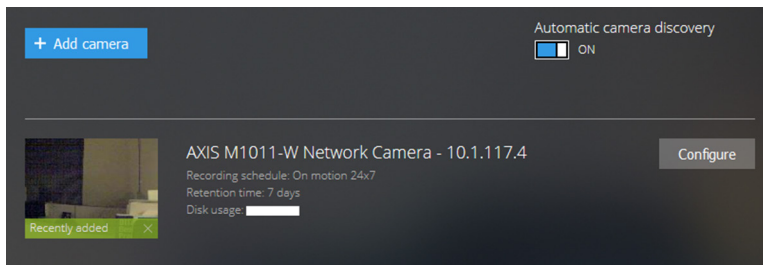 Automatic camera discovery
+ Add camera
ON
AXIS M1011-W Network Camera - 10.1.117.4
Configure
Recording schedule: On motion 24x7
Retention time: 7 days
Disk usage:
Recently added